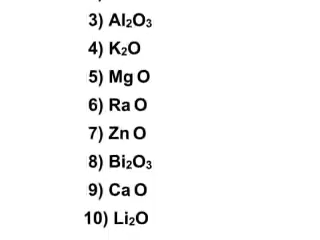 3) Al₂O₃
4) K₂O
5) Mg O
6) Ra O
7) Zn O
8) Bi₂O₃
9) Ca O
10) Li₂O